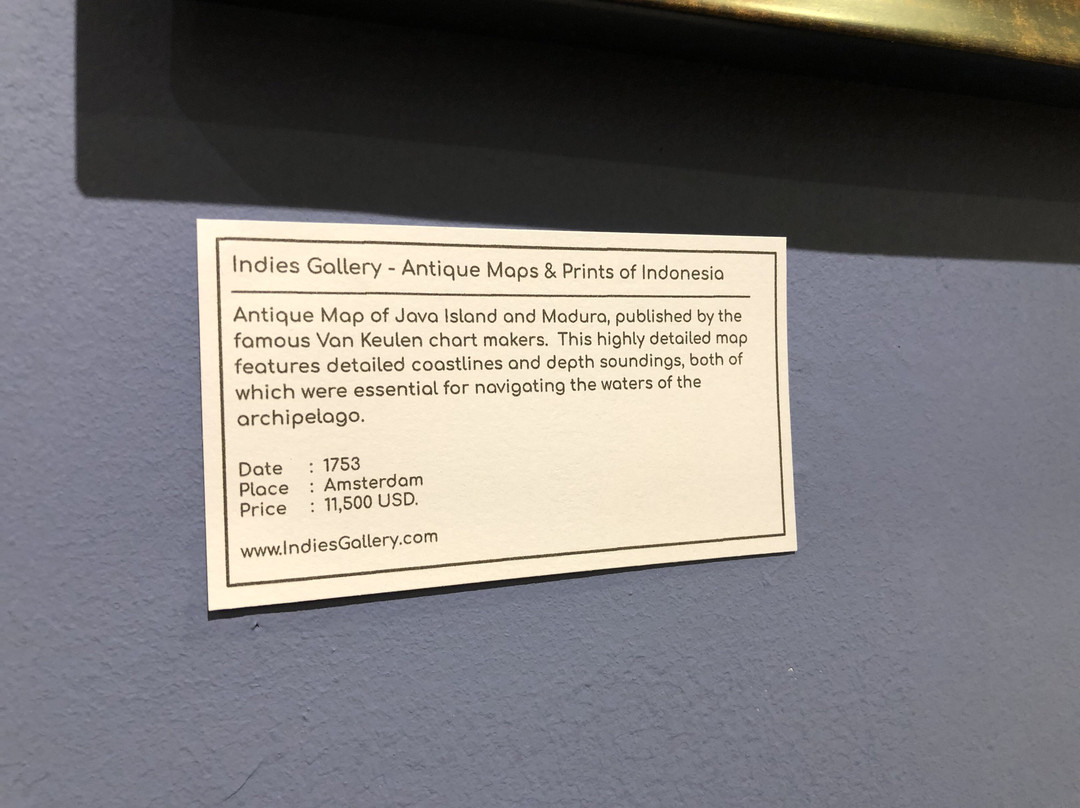 Indies Gallery - Antique Maps & Prints of Indonesia
Antique Map of Java Island and Madura, published by the
famous Van Keulen chart makers. This highly detailed map
features detailed coastlines and depth soundings, both of
which were essential for navigating the waters of the
archipelago.
Date : 1753
Place : Amsterdam
Price : 11,500 USD.
www.IndiesGallery.com